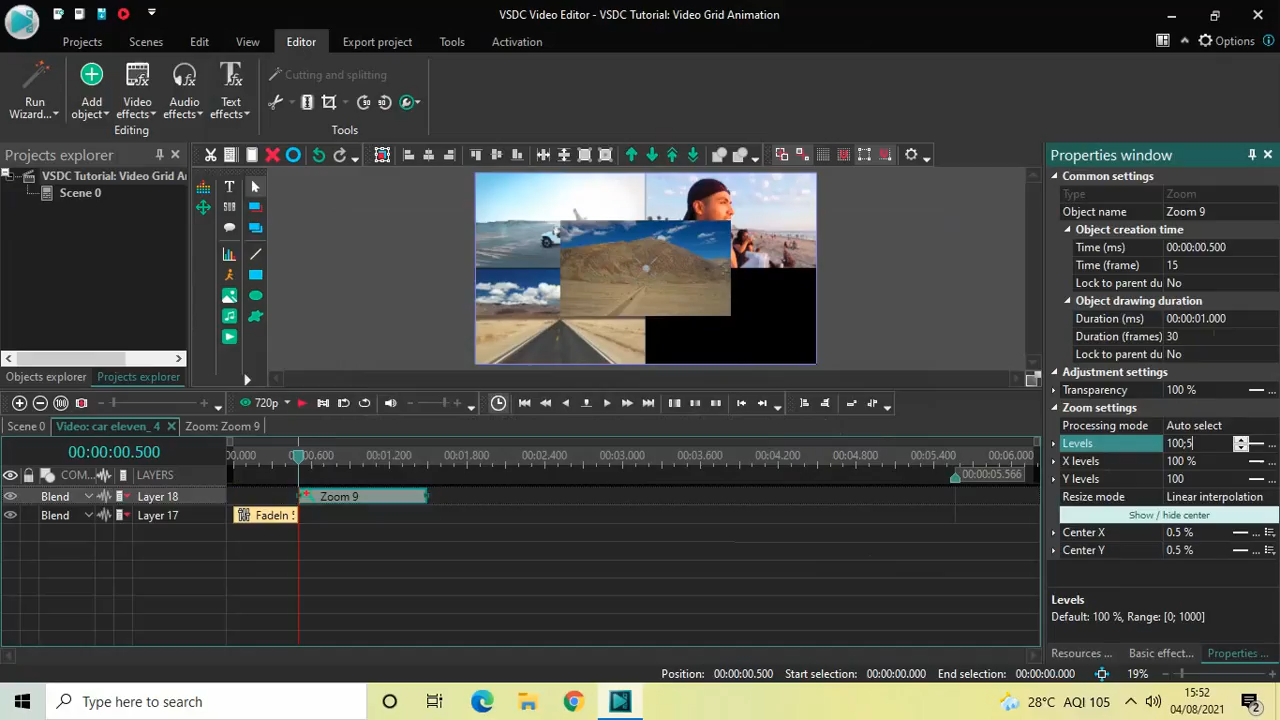 VSDC Video Editor - VSDC Tutorial: Video Grid Animation
Projects
Scenes
Edit
View
Editor
Export project
Tools
Activation
Options
Run
Wizard...
Add
object
Video
effects
Audio
effects
Text
effects
Editing
Cutting and splitting
Tools
Projects explorer
VSDC Tutorial: Video Grid Ar
Scene 0
Objects explorer
Projects explorer
Properties window
Common settings
Type Zoom
Object name Zoom 9
Object creation time
Time (ms) 00:00:00.500
Time (frame) 15
Lock to parent du No
Object drawing duration
Duration (ms) 00:00:01.000
Duration (frames) 30
Lock to parent du No
Adjustment settings
Transparency 100 %
Zoom settings
Processing mode Auto select
Levels 100;5
X levels 100 %
Y levels 100
Resize mode Linear interpolation
Show / hide center
Center X 0.5 %
Center Y 0.5 %
Levels
Default: 100 %, Range: [0; 1000]
Resources ...
Basic effect...
Properties ...
720p
Scene 0
Video: car eleven_ 4
Zoom: Zoom 9
00:00:00.500
.000
00.600
00:01.200
00:01.800
00:02.400
00:03.000
00:03.600
00:04.200
00:04.800
00:05.400
00:06.000
00:00:05.566
COM...
LAYERS
Blend
Layer 18
Zoom 9
Blend
Layer 17
FadeIn
Position: 00:00:00.500
Start selection: 00:00:00.000
End selection: 00:00:00.000
19%
Type here to search
28°C AQI 105
15:52
04/08/2021
2